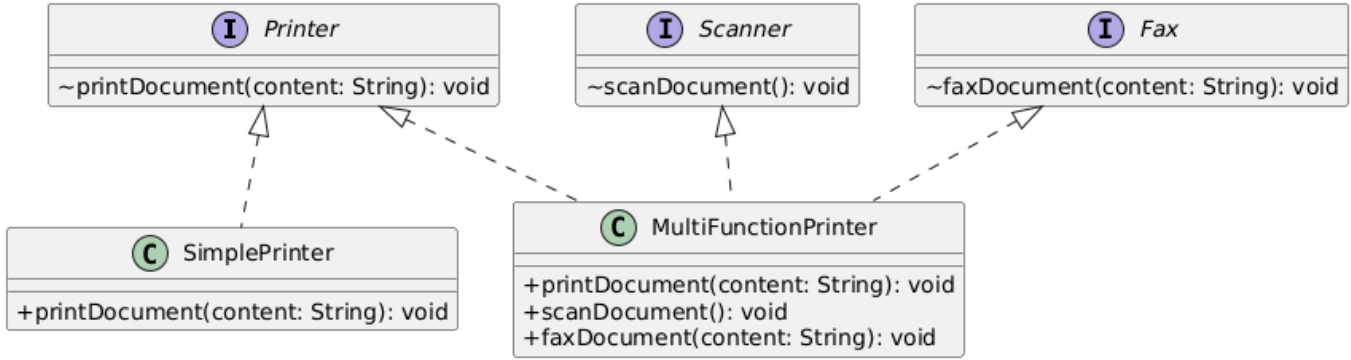 I Printer
~printDocument(content: String): void
I Scanner
~scanDocument(): void
I Fax
~faxDocument(content: String): void
C SimplePrinter
+printDocument(content: String): void
C MultiFunctionPrinter
+printDocument(content: String): void
+scanDocument(): void
+faxDocument(content: String): void